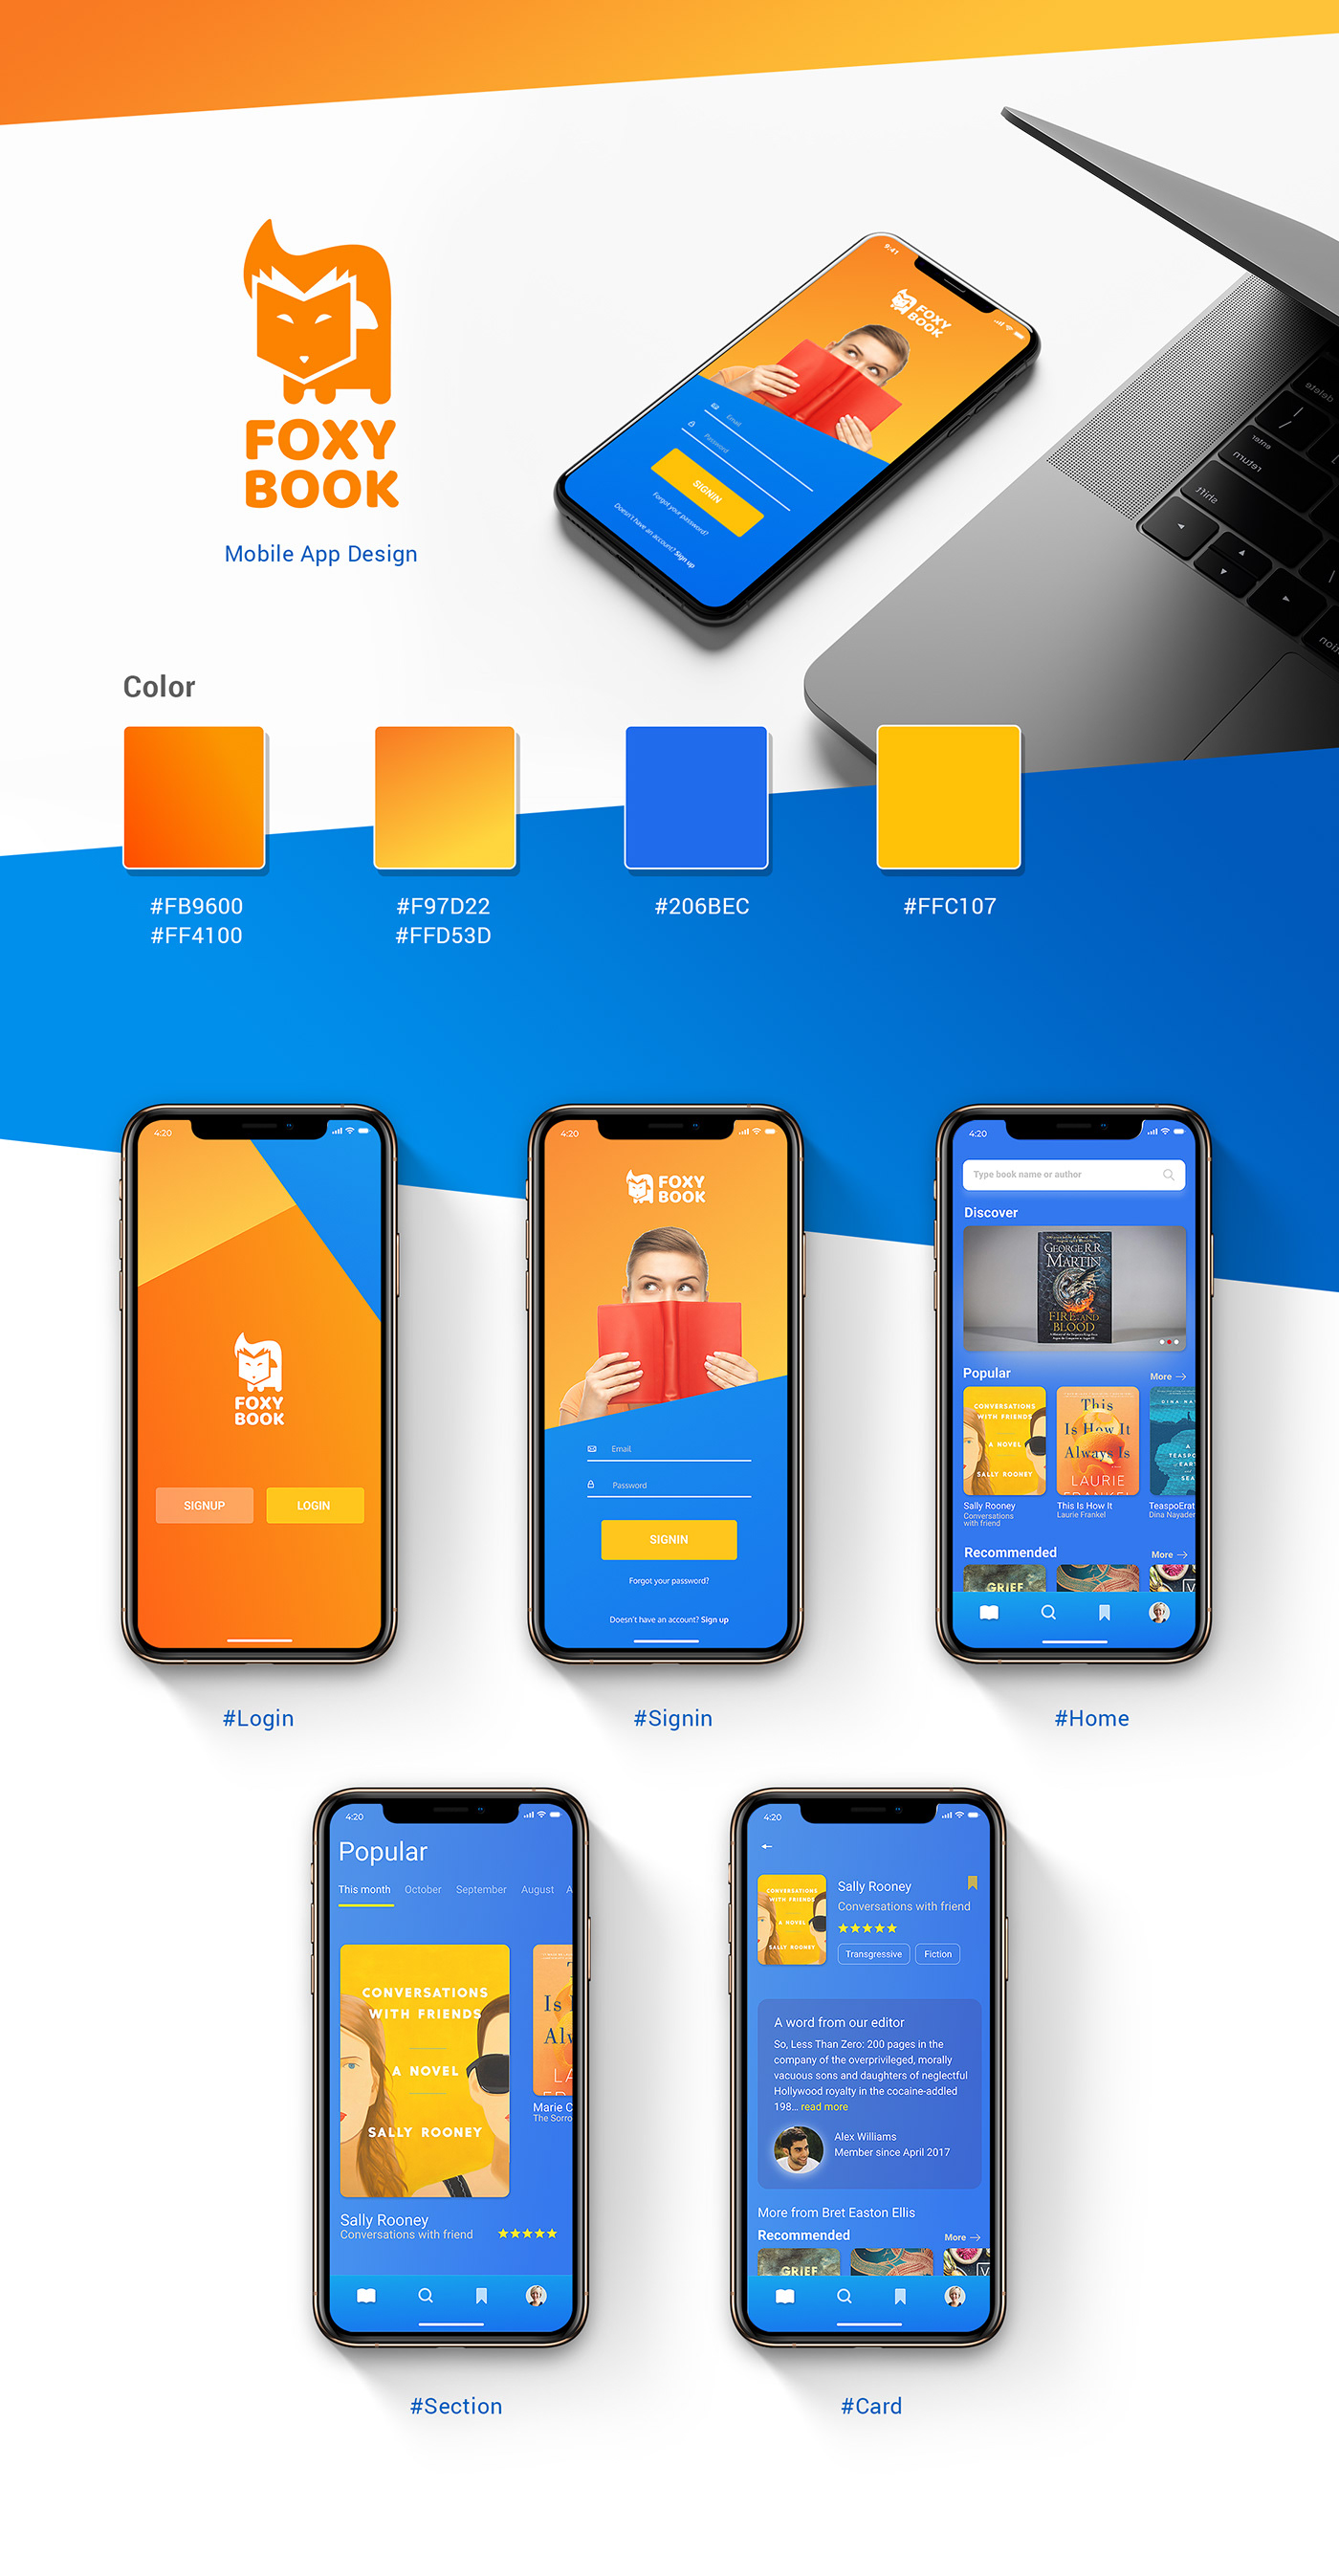 FOXY
BOOK
Mobile App Design
9:41
FOXY
BOOK
Email
Password
SIGNIN
Forgot your password?
Doesn't have an account? Sign up
delete
enter
return
shift
Color
#FB9600
#FF4100
#F97D22
#FFD53D
#206BEC
#FFC107
4:20
FOXY
BOOK
SIGNUP
LOGIN
#Login
4:20
FOXY
BOOK
Email
Password
SIGNIN
Forgot your password?
Doesn't have an account? Sign up
#Signin
4:20
Type book name or author
Discover
GEORGE R.R.
MARTIN
FIRE AND
BLOOD
Popular
More
CONVERSATIONS
WITH FRIENDS
A NOVEL
SALLY ROONEY
This
Is How It
Always Is
LAURIE
FRANKEL
DINA NA
A
TEASPO
OF EAR
AND
SEA
Sally Rooney
Conversations
with friend
This Is How It
Laurie Frankel
TeaspoErat
Dina Nayader
Recommended
More
GRIEF
V
#Home
4:20
Popular
This month
October
September
August
A
CONVERSATIONS
WITH FRIENDS
A NOVEL
SALLY ROONEY
T
Is
Alw
LA
FR
Marie C
The Sorro
Sally Rooney
Conversations with friend
#Section
4:20
CONVERSATIONS
WITH FRIENDS
A NOVEL
SALLY ROONEY
Sally Rooney
Conversations with friend
Transgressive
Fiction
A word from our editor
So, Less Than Zero: 200 pages in the
company of the overprivileged, morally
vacuous sons and daughters of neglectful
Hollywood royalty in the cocaine-addled
198... read more
Alex Williams
Member since April 2017
More from Bret Easton Ellis
Recommended
More
GRIEF
V
#Card